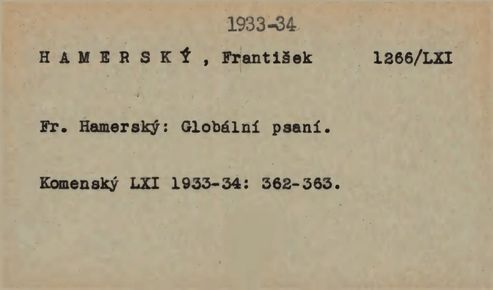 1933-34
H A M E R S K Ý , František 1266/LXI
Fr. Hamerský: Globální psaní.
Komenský LXI 1933-34: 362-363.